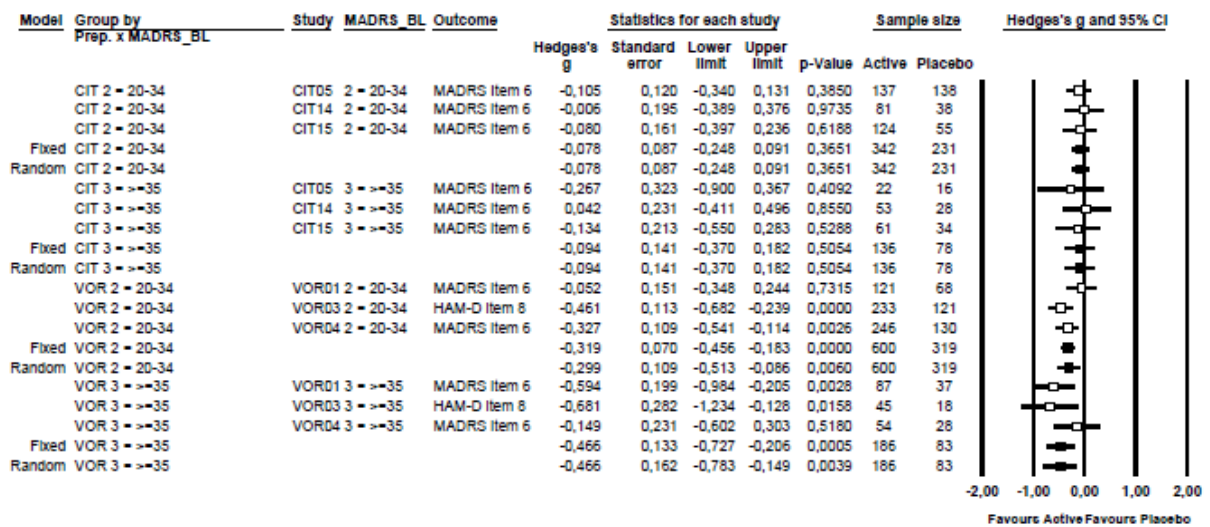 Model Group by Study MADRS_BL Outcome Statistics for each study Sample size Hedges's g and 95% CI
Prep. x MADRS_BL
Hedges's Standard Lower Upper
g error limit limit p-Value Active Placebo
CIT 2 = 20-34 CIT05 2 = 20-34 MADRS Item 6 -0,105 0,120 -0,340 0,131 0,3850 137 138
CIT 2 = 20-34 CIT14 2 = 20-34 MADRS Item 6 -0,006 0,195 -0,389 0,376 0,9735 81 38
CIT 2 = 20-34 CIT15 2 = 20-34 MADRS Item 6 -0,080 0,161 -0,397 0,236 0,6188 124 55
Fixed CIT 2 = 20-34 -0,078 0,087 -0,248 0,091 0,3651 342 231
Random CIT 2 = 20-34 -0,078 0,087 -0,248 0,091 0,3651 342 231
CIT 3 = >=35 CIT05 3 = >=35 MADRS Item 6 -0,267 0,323 -0,900 0,367 0,4092 22 16
CIT 3 = >=35 CIT14 3 = >=35 MADRS Item 6 0,042 0,231 -0,411 0,496 0,8550 53 28
CIT 3 = >=35 CIT15 3 = >=35 MADRS Item 6 -0,134 0,213 -0,550 0,283 0,5288 61 34
Fixed CIT 3 = >=35 -0,094 0,141 -0,370 0,182 0,5054 136 78
Random CIT 3 = >=35 -0,094 0,141 -0,370 0,182 0,5054 136 78
VOR 2 = 20-34 VOR01 2 = 20-34 MADRS Item 6 -0,052 0,151 -0,348 0,244 0,7315 121 68
VOR 2 = 20-34 VOR03 2 = 20-34 HAM-D Item 8 -0,461 0,113 -0,682 -0,239 0,0000 233 121
VOR 2 = 20-34 VOR04 2 = 20-34 MADRS Item 6 -0,327 0,109 -0,541 -0,114 0,0026 246 130
Fixed VOR 2 = 20-34 -0,319 0,070 -0,456 -0,183 0,0000 600 319
Random VOR 2 = 20-34 -0,299 0,109 -0,513 -0,086 0,0060 600 319
VOR 3 = >=35 VOR01 3 = >=35 MADRS Item 6 -0,594 0,199 -0,984 -0,205 0,0028 87 37
VOR 3 = >=35 VOR03 3 = >=35 HAM-D Item 8 -0,681 0,282 -1,234 -0,128 0,0158 45 18
VOR 3 = >=35 VOR04 3 = >=35 MADRS Item 6 -0,149 0,231 -0,602 0,303 0,5180 54 28
Fixed VOR 3 = >=35 -0,466 0,133 -0,727 -0,206 0,0005 186 83
Random VOR 3 = >=35 -0,466 0,162 -0,783 -0,149 0,0039 186 83
-2,00 -1,00 0,00 1,00 2,00
Favours Active Favours Placebo